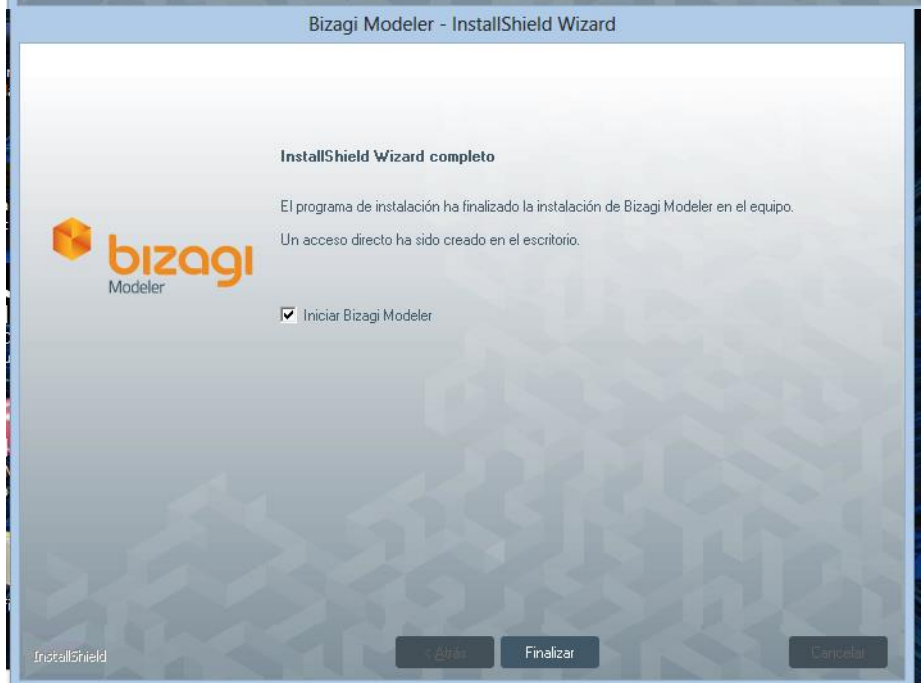 Bizagi Modeler - InstallShield Wizard
InstallShield Wizard completo
El programa de instalación ha finalizado la instalación de Bizagi Modeler en el equipo.
Un acceso directo ha sido creado en el escritorio.
bizagi
Modeler
Iniciar Bizagi Modeler
InstallShield
< Atrás
Finalizar
Cancelar